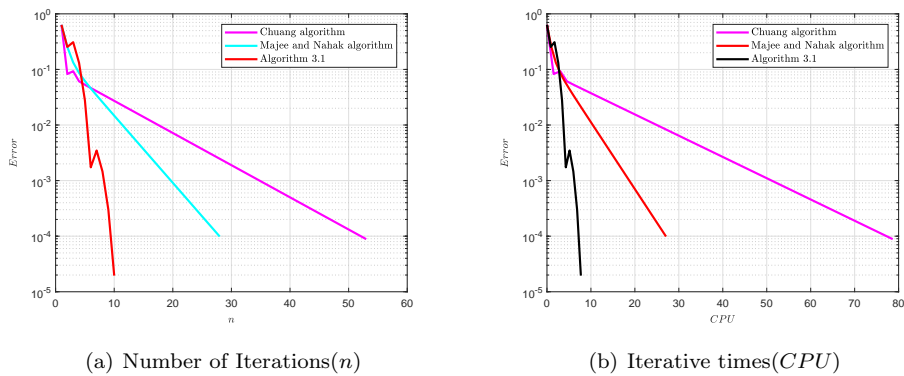 10^0
10^-1
10^-2
10^-3
10^-4
10^-5
Error
0 10 20 30 40 50 60
n
Chuang algorithm
Majee and Nahak algorithm
Algorithm 3.1
(a) Number of Iterations(n)
10^0
10^-1
10^-2
10^-3
10^-4
10^-5
Error
0 10 20 30 40 50 60 70 80
CPU
Chuang algorithm
Majee and Nahak algorithm
Algorithm 3.1
(b) Iterative times(CPU)